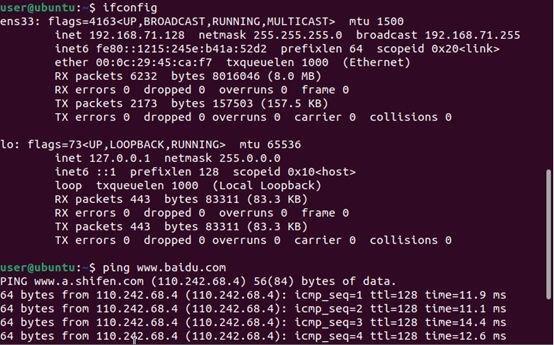 user@ubuntu:~$ ifconfig
ens33: flags=4163<UP,BROADCAST,RUNNING,MULTICAST>  mtu 1500
        inet 192.168.71.128  netmask 255.255.255.0  broadcast 192.168.71.255
        inet6 fe80::1215:245e:b41a:52d2  prefixlen 64  scopeid 0x20<link>
        ether 00:0c:29:45:ca:f7  txqueuelen 1000  (Ethernet)
        RX packets 6232  bytes 8016046 (8.0 MB)
        RX errors 0  dropped 0  overruns 0  frame 0
        TX packets 2173  bytes 157503 (157.5 KB)
        TX errors 0  dropped 0 overruns 0  carrier 0  collisions 0
lo: flags=73<UP,LOOPBACK,RUNNING>  mtu 65536
        inet 127.0.0.1  netmask 255.0.0.0
        inet6 ::1  prefixlen 128  scopeid 0x10<host>
        loop  txqueuelen 1000  (Local Loopback)
        RX packets 443  bytes 83311 (83.3 KB)
        RX errors 0  dropped 0  overruns 0  frame 0
        TX packets 443  bytes 83311 (83.3 KB)
        TX errors 0  dropped 0 overruns 0  carrier 0  collisions 0
user@ubuntu:~$ ping www.baidu.com
PING www.a.shifen.com (110.242.68.4) 56(84) bytes of data.
64 bytes from 110.242.68.4 (110.242.68.4): icmp_seq=1 ttl=128 time=11.9 ms
64 bytes from 110.242.68.4 (110.242.68.4): icmp_seq=2 ttl=128 time=11.1 ms
64 bytes from 110.242.68.4 (110.242.68.4): icmp_seq=3 ttl=128 time=14.4 ms
64 bytes from 110.242.68.4 (110.242.68.4): icmp_seq=4 ttl=128 time=12.6 ms